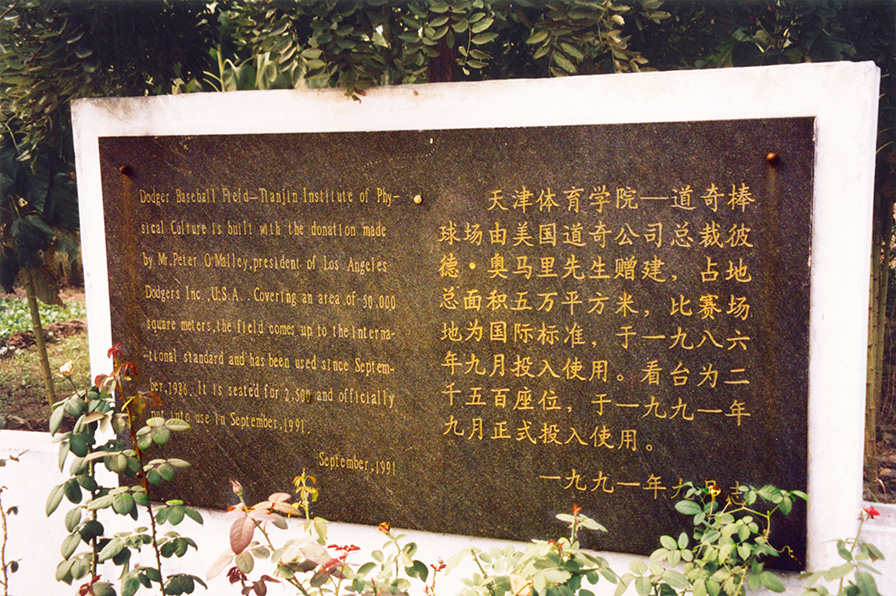 Dodger Baseball Field—Tianjin Institute of Phy-
sical Culture is built with the donation made
by Mr.Peter O'Malley,president of Los Angeles
Dodger's Inc.,U.S.A.. Covering an area of 50,000
square meters,the field comes up to the interna-
-tional standard and has been used since Septem-
ber,1986. It is seated for 2,500 and officially
put into use in September,1991.
September,1991
天津体育学院—道奇棒
球场由美国道奇公司总裁彼
德·奥马里先生赠建，占地
总面积五万平方米，比赛场
地为国际标准，于一九八六
年九月投入使用。看台为二
千五百座位，于一九九一年
九月正式投入使用。
一九九一年九月志